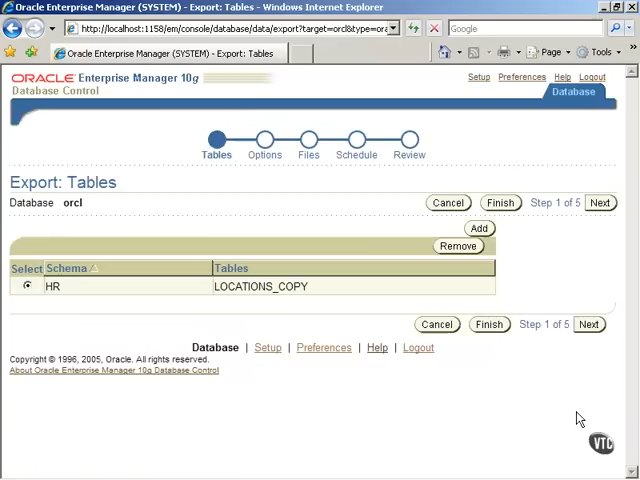 Oracle Enterprise Manager (SYSTEM) - Export: Tables - Windows Internet Explorer
http://localhost:1158/em/console/database/data/export?target=orcl&type=ora
Google
Oracle Enterprise Manager (SYSTEM) - Export: Tables
Page
Tools
ORACLE Enterprise Manager 10g
Database Control
Setup Preferences Help Logout
Database
Tables Options Files Schedule Review
Export: Tables
Database orcl
Cancel Finish Step 1 of 5 Next
Add
Remove
Select Schema Tables
HR LOCATIONS_COPY
Cancel Finish Step 1 of 5 Next
Database | Setup | Preferences | Help | Logout
Copyright © 1996, 2005, Oracle. All rights reserved.
About Oracle Enterprise Manager 10g Database Control
VTC